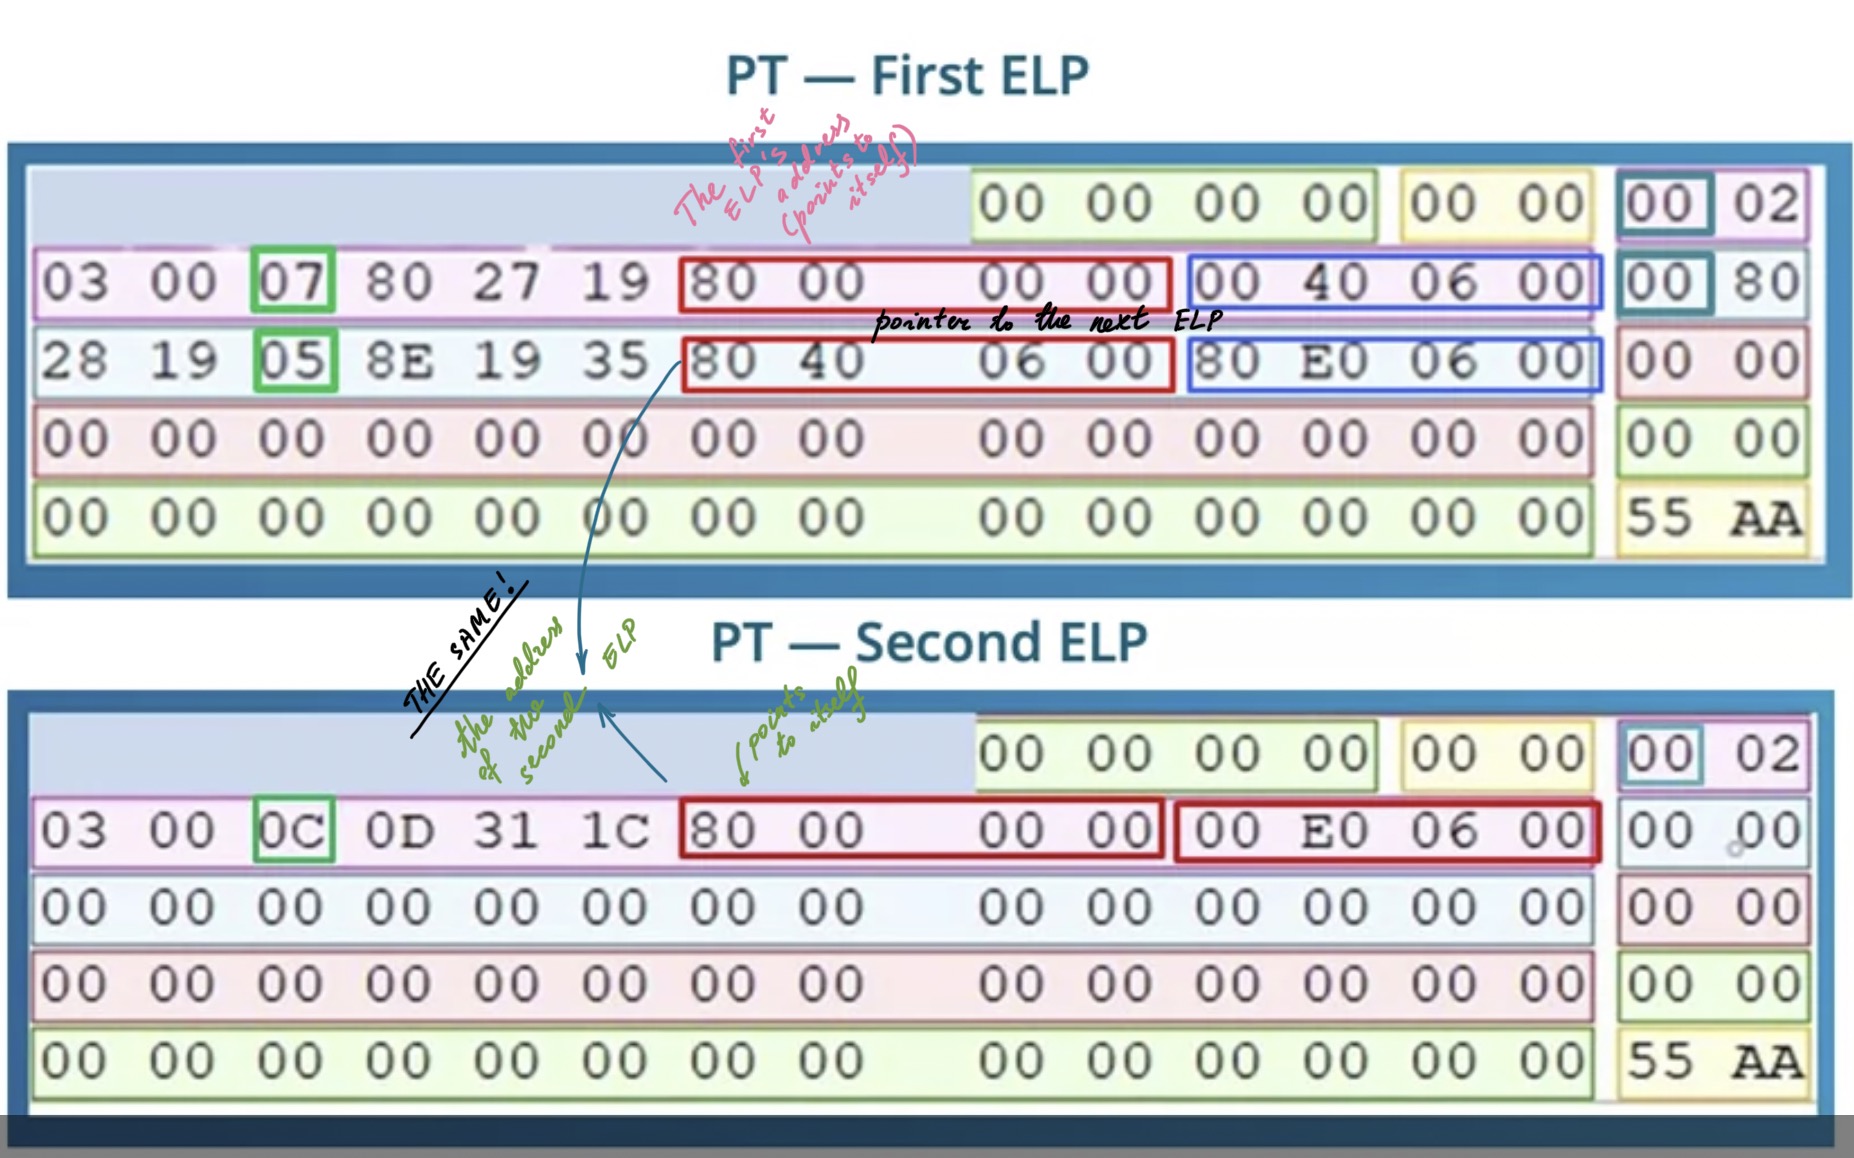 PT — First ELP
The first
ELP's
address
(points to
itself)
00 00 00 00 00 00 00 02
03 00 07 80 27 19 80 00 00 00 00 40 06 00 00 80
pointer to the next ELP
28 19 05 8E 19 35 80 40 06 00 80 E0 06 00 00 00
00 00 00 00 00 00 00 00 00 00 00 00 00 00 00 00
00 00 00 00 00 00 00 00 00 00 00 00 00 00 55 AA
THE SAME!
the address
of the
second ELP
PT — Second ELP
(points
to itself
00 00 00 00 00 00 00 02
03 00 0C 0D 31 1C 80 00 00 00 00 E0 06 00 00 00
00 00 00 00 00 00 00 00 00 00 00 00 00 00 00 00
00 00 00 00 00 00 00 00 00 00 00 00 00 00 00 00
00 00 00 00 00 00 00 00 00 00 00 00 00 00 55 AA